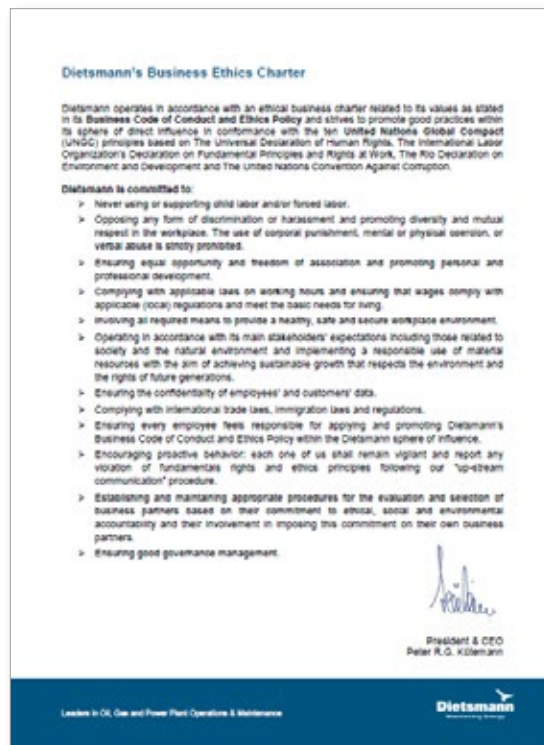 Dietsmann's Business Ethics Charter
Dietsmann operates in accordance with an ethical business charter related to its values as stated
in its Business Code of Conduct and Ethics Policy and strives to promote good practices within
its sphere of direct influence in conformance with the ten United Nations Global Compact
(UNGC) principles based on The Universal Declaration of Human Rights, The International Labor
Organization's Declaration on Fundamental Principles and Rights at Work, The Rio Declaration on
Environment and Development and The United Nations Convention Against Corruption.
Dietsmann is committed to:
➢ Never using or supporting child labor and/or forced labor.
➢ Opposing any form of discrimination or harassment and promoting diversity and mutual
respect in the workplace. The use of corporal punishment, mental or physical coersion, or
verbal abuse is strictly prohibited.
➢ Ensuring equal opportunity and freedom of association and promoting personal and
professional development.
➢ Complying with applicable laws on working hours and ensuring that wages comply with
applicable (local) regulations and meet the basic needs for living.
➢ Involving all required means to provide a healthy, safe and secure workplace environment.
➢ Operating in accordance with its main stakeholders' expectations including those related to
society and the natural environment and implementing a responsible use of material
resources with the aim of achieving sustainable growth that respects the environment and
the rights of future generations.
➢ Ensuring the confidentiality of employees' and customers' data.
➢ Complying with international trade laws, immigration laws and regulations.
➢ Ensuring every employee feels responsible for applying and promoting Dietsmann's
Business Code of Conduct and Ethics Policy within the Dietsmann sphere of influence.
➢ Encouraging proactive behavior: each one of us shall remain vigilant and report any
violation of fundamentals rights and ethics principles following our "up-stream
communication" procedure.
➢ Establishing and maintaining appropriate procedures for the evaluation and selection of
business partners based on their commitment to ethical, social and environmental
accountability and their involvement in imposing this commitment on their own business
partners.
➢ Ensuring good governance management.
President & CEO
Peter R.G. Kütemann
Leaders in Oil, Gas and Power Plant Operations & Maintenance
Dietsmann
Maintaining Energy